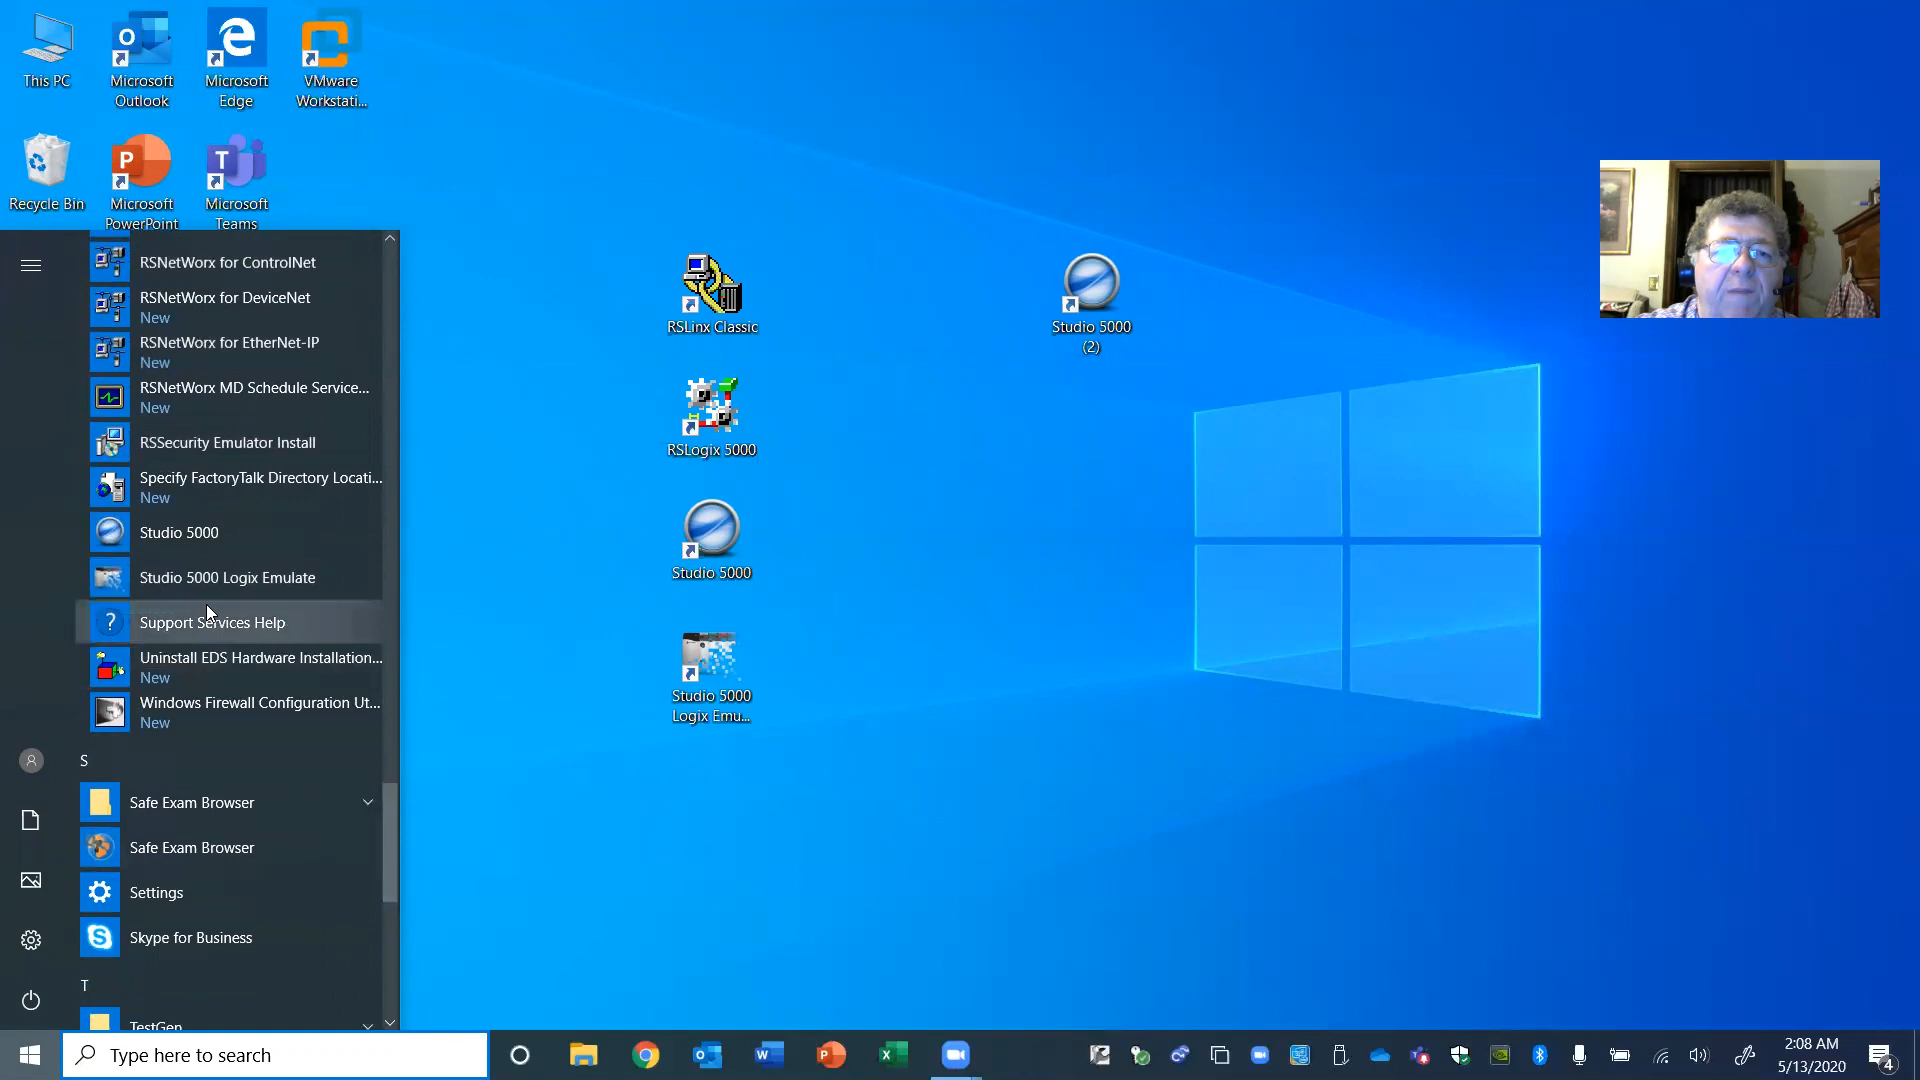 This PC
Microsoft
Outlook
Microsoft
Edge
VMware
Workstati...
Recycle Bin
Microsoft
PowerPoint
Microsoft
Teams
RSNetWorx for ControlNet
RSNetWorx for DeviceNet
New
RSNetWorx for EtherNet-IP
New
RSNetWorx MD Schedule Service...
New
RSSecurity Emulator Install
Specify FactoryTalk Directory Locati...
New
Studio 5000
Studio 5000 Logix Emulate
Support Services Help
Uninstall EDS Hardware Installation...
New
Windows Firewall Configuration Ut...
New
S
Safe Exam Browser
Safe Exam Browser
Settings
Skype for Business
T
TestGen
RSLinx Classic
RSLogix 5000
Studio 5000
Studio 5000
Logix Emu...
Studio 5000
(2)
Type here to search
2:08 AM
5/13/2020
4